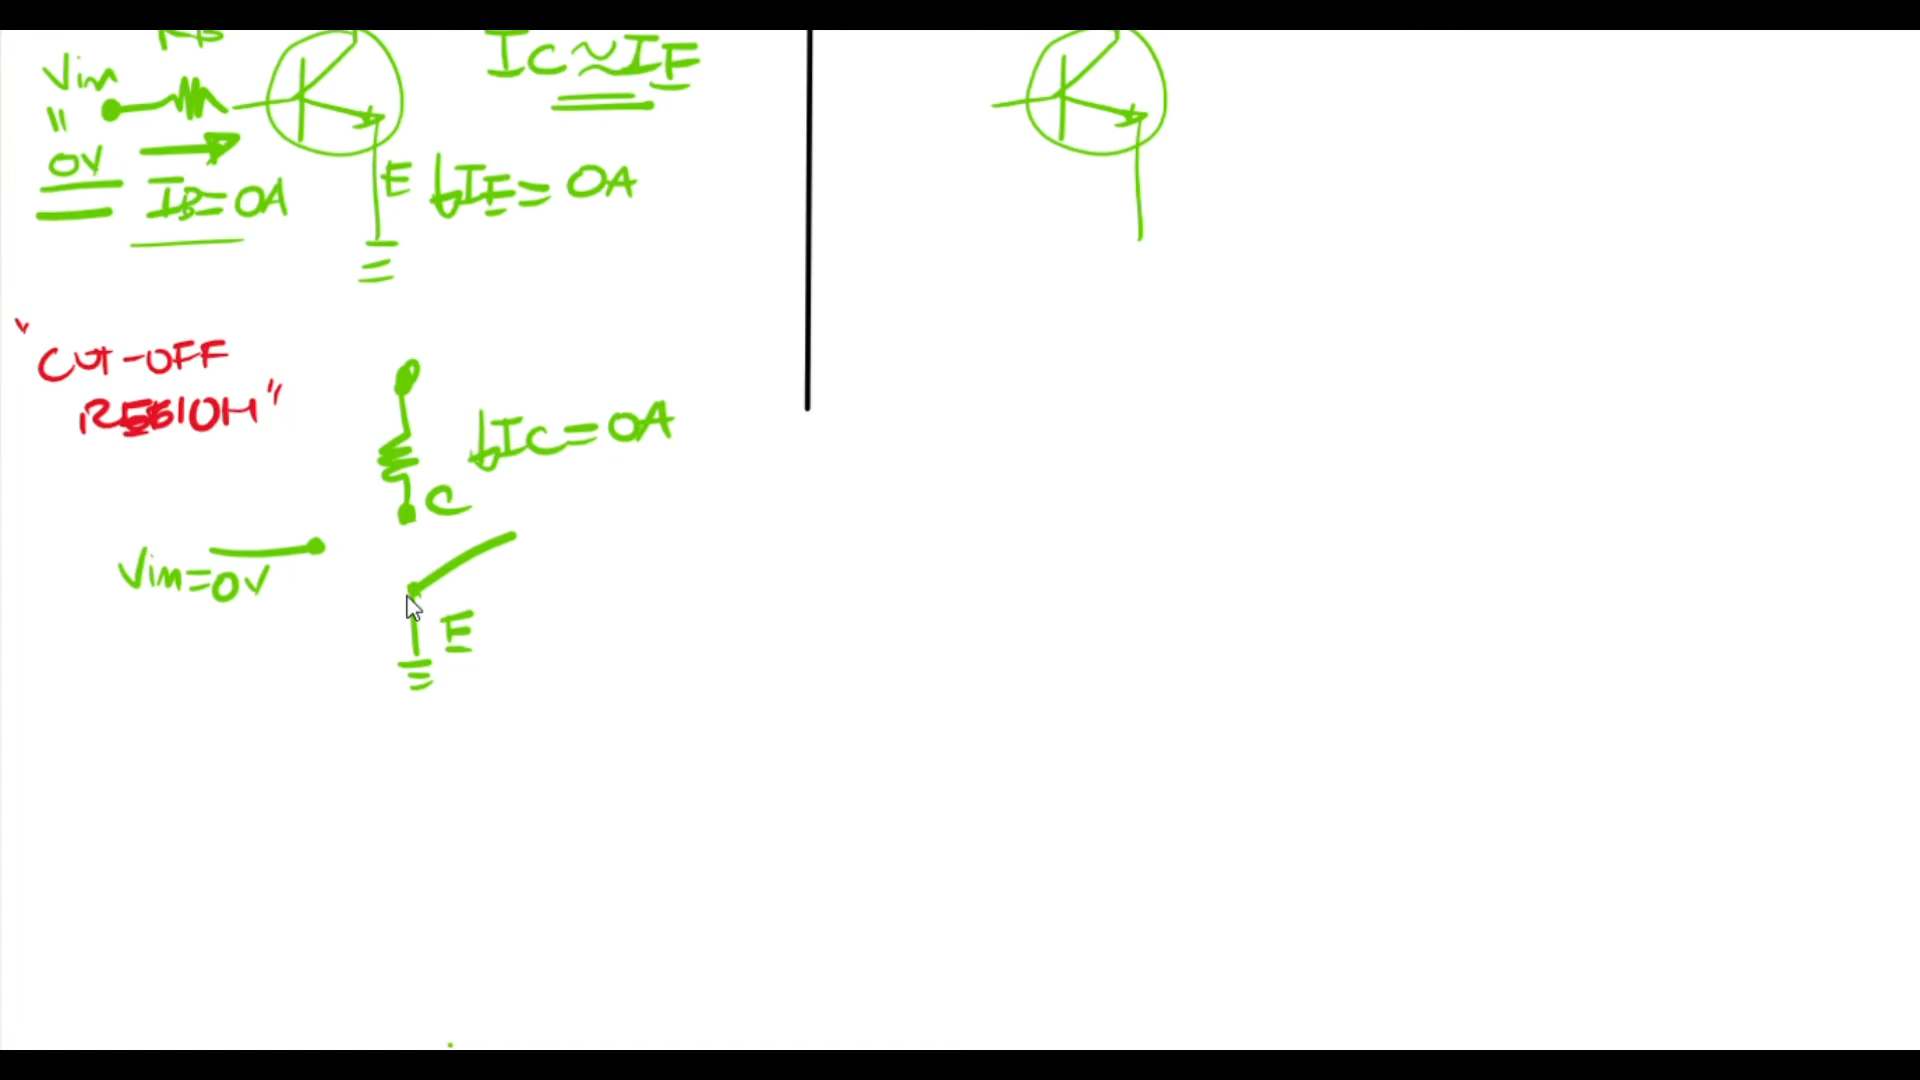 Vin
"
0V
IB=0A
IC≈IE
E
IE=0A
"CUT-OFF
REGION"
IC=0A
C
Vin=0V
E